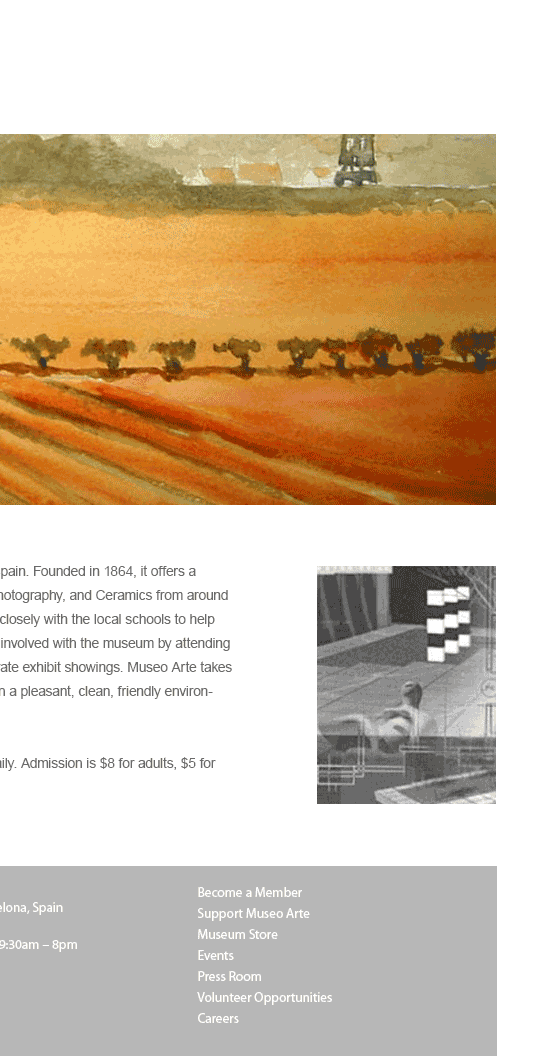 pain. Founded in 1864, it offers a
hotography, and Ceramics from around
closely with the local schools to help
involved with the museum by attending
ate exhibit showings. Museo Arte takes
n a pleasant, clean, friendly environ-
ily. Admission is $8 for adults, $5 for
elona, Spain
9:30am – 8pm
Become a Member
Support Museo Arte
Museum Store
Events
Press Room
Volunteer Opportunities
Careers